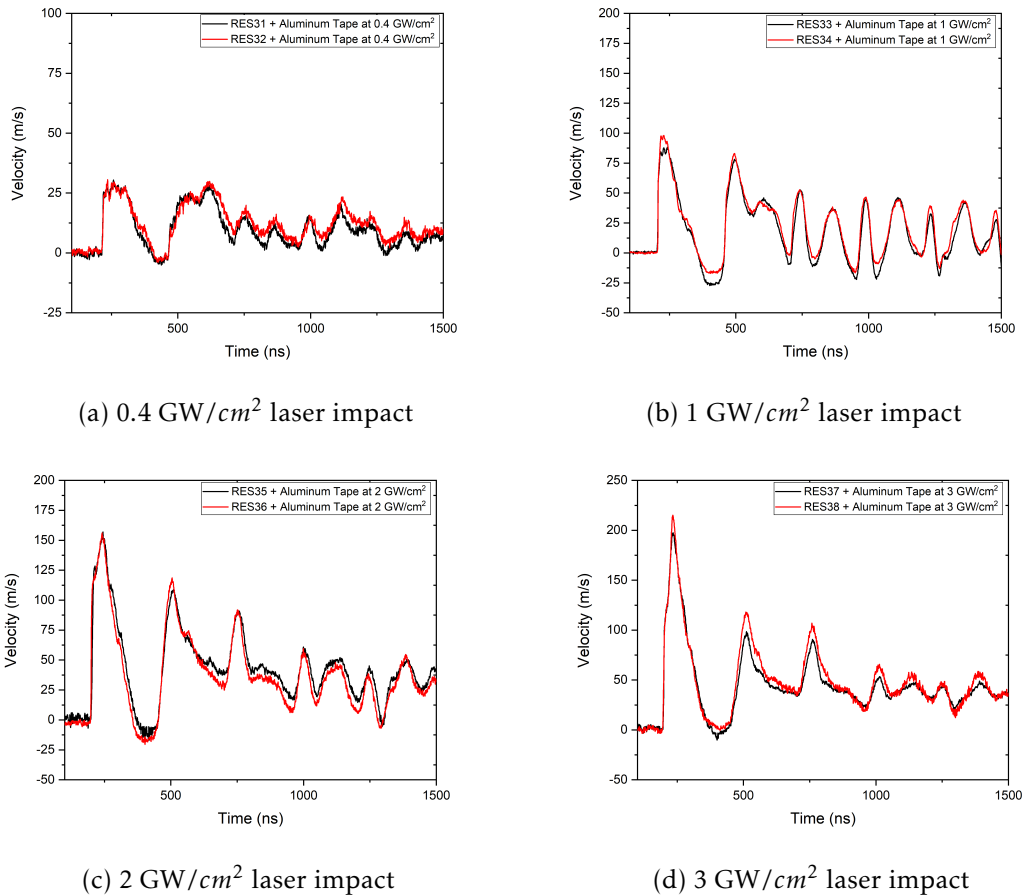 100
75
50
25
0
-25
500
1000
1500
Velocity (m/s)
Time (ns)
RES31 + Aluminum Tape at 0.4 GW/cm²
RES32 + Aluminum Tape at 0.4 GW/cm²
(a) 0.4 GW/cm² laser impact
200
175
150
125
100
75
50
25
0
-25
-50
500
1000
1500
Velocity (m/s)
Time (ns)
RES33 + Aluminum Tape at 1 GW/cm²
RES34 + Aluminum Tape at 1 GW/cm²
(b) 1 GW/cm² laser impact
200
175
150
125
100
75
50
25
0
-25
-50
500
1000
1500
Velocity (m/s)
Time (ns)
RES35 + Aluminum Tape at 2 GW/cm²
RES36 + Aluminum Tape at 2 GW/cm²
(c) 2 GW/cm² laser impact
250
200
150
100
50
0
-50
500
1000
1500
Velocity (m/s)
Time (ns)
RES37 + Aluminum Tape at 3 GW/cm²
RES38 + Aluminum Tape at 3 GW/cm²
(d) 3 GW/cm² laser impact